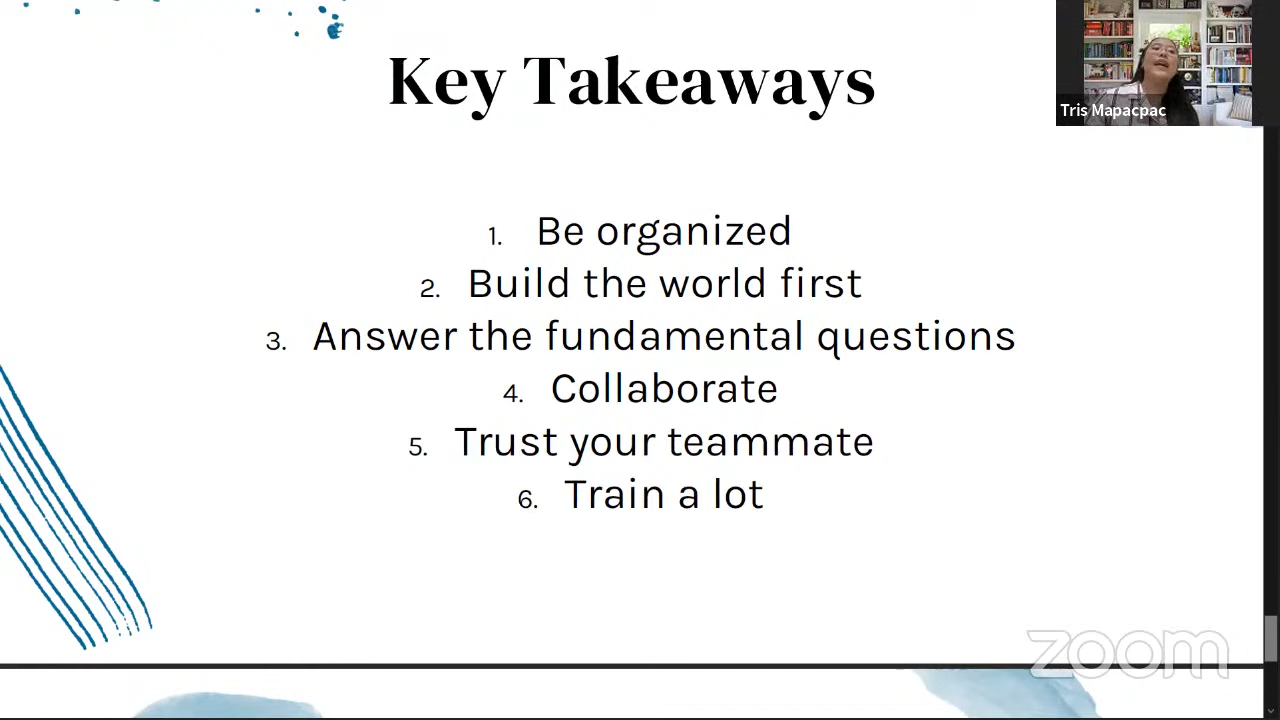 Key Takeaways
Tris Mapacpac
1. Be organized
2. Build the world first
3. Answer the fundamental questions
4. Collaborate
5. Trust your teammate
6. Train a lot
zoom